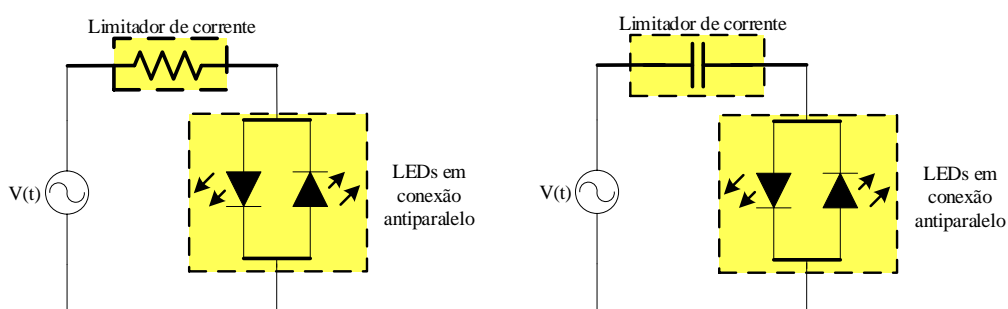 Limitador de corrente
V(t)
LEDs em
conexão
antiparalelo
Limitador de corrente
V(t)
LEDs em
conexão
antiparalelo